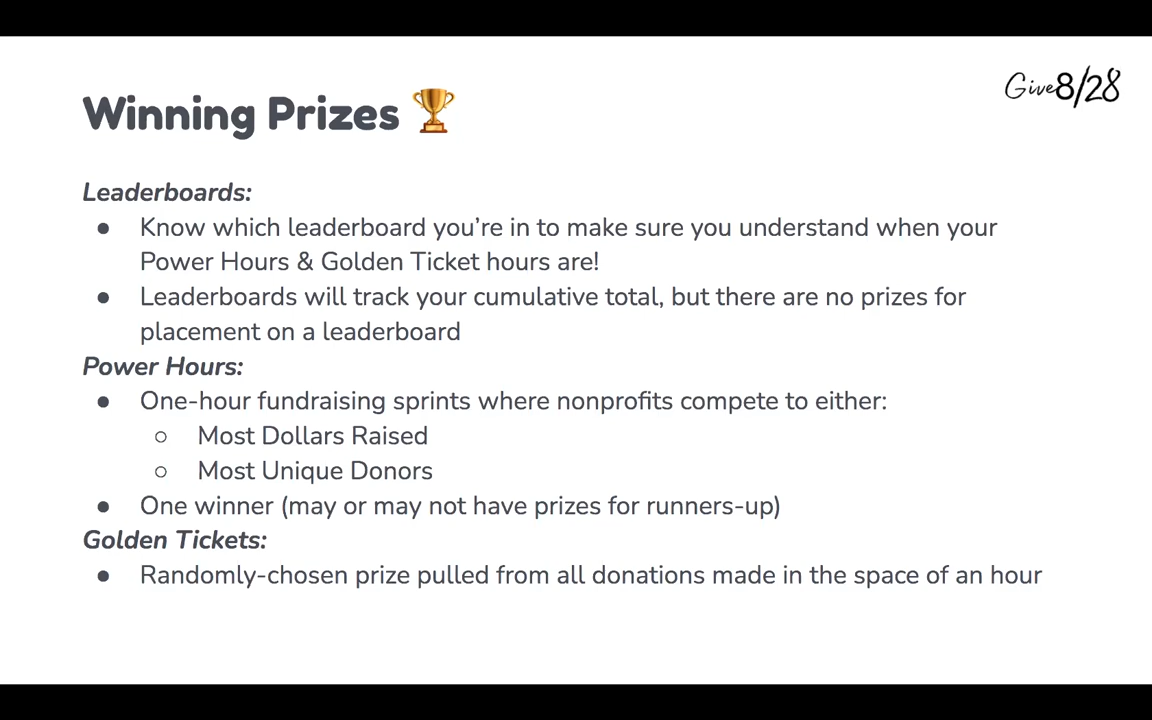 Give8/28
Winning Prizes 🏆
Leaderboards:
● Know which leaderboard you’re in to make sure you understand when your
Power Hours & Golden Ticket hours are!
● Leaderboards will track your cumulative total, but there are no prizes for
placement on a leaderboard
Power Hours:
● One-hour fundraising sprints where nonprofits compete to either:
○ Most Dollars Raised
○ Most Unique Donors
● One winner (may or may not have prizes for runners-up)
Golden Tickets:
● Randomly-chosen prize pulled from all donations made in the space of an hour